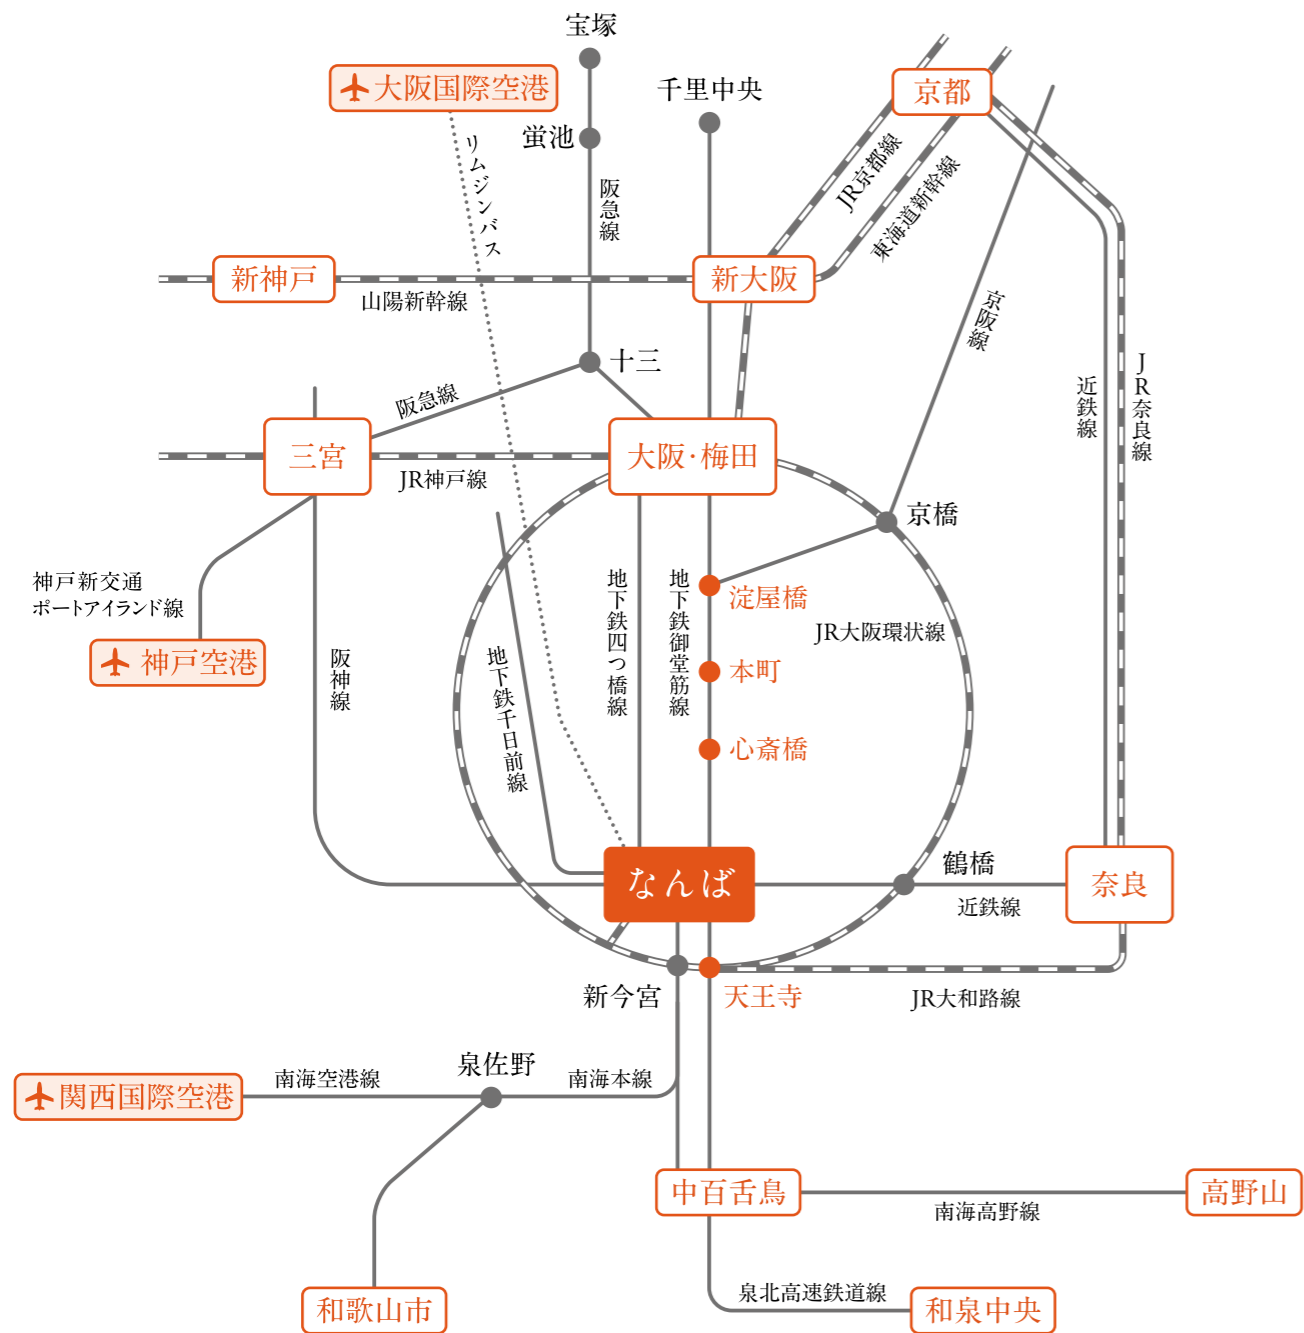 宝塚
大阪国際空港
千里中央
京都
蛍池
リムジンバス
阪急線
JR京都線
東海道新幹線
新神戸
新大阪
山陽新幹線
京阪線
十三
阪急線
近鉄線
JR奈良線
三宮
大阪・梅田
JR神戸線
京橋
神戸新交通
ポートアイランド線
地下鉄四つ橋線
地下鉄御堂筋線
淀屋橋
JR大阪環状線
神戸空港
阪神線
地下鉄千日前線
本町
心斎橋
なんば
鶴橋
奈良
近鉄線
新今宮
天王寺
JR大和路線
泉佐野
南海空港線
南海本線
関西国際空港
中百舌鳥
高野山
南海高野線
泉北高速鉄道線
和歌山市
和泉中央